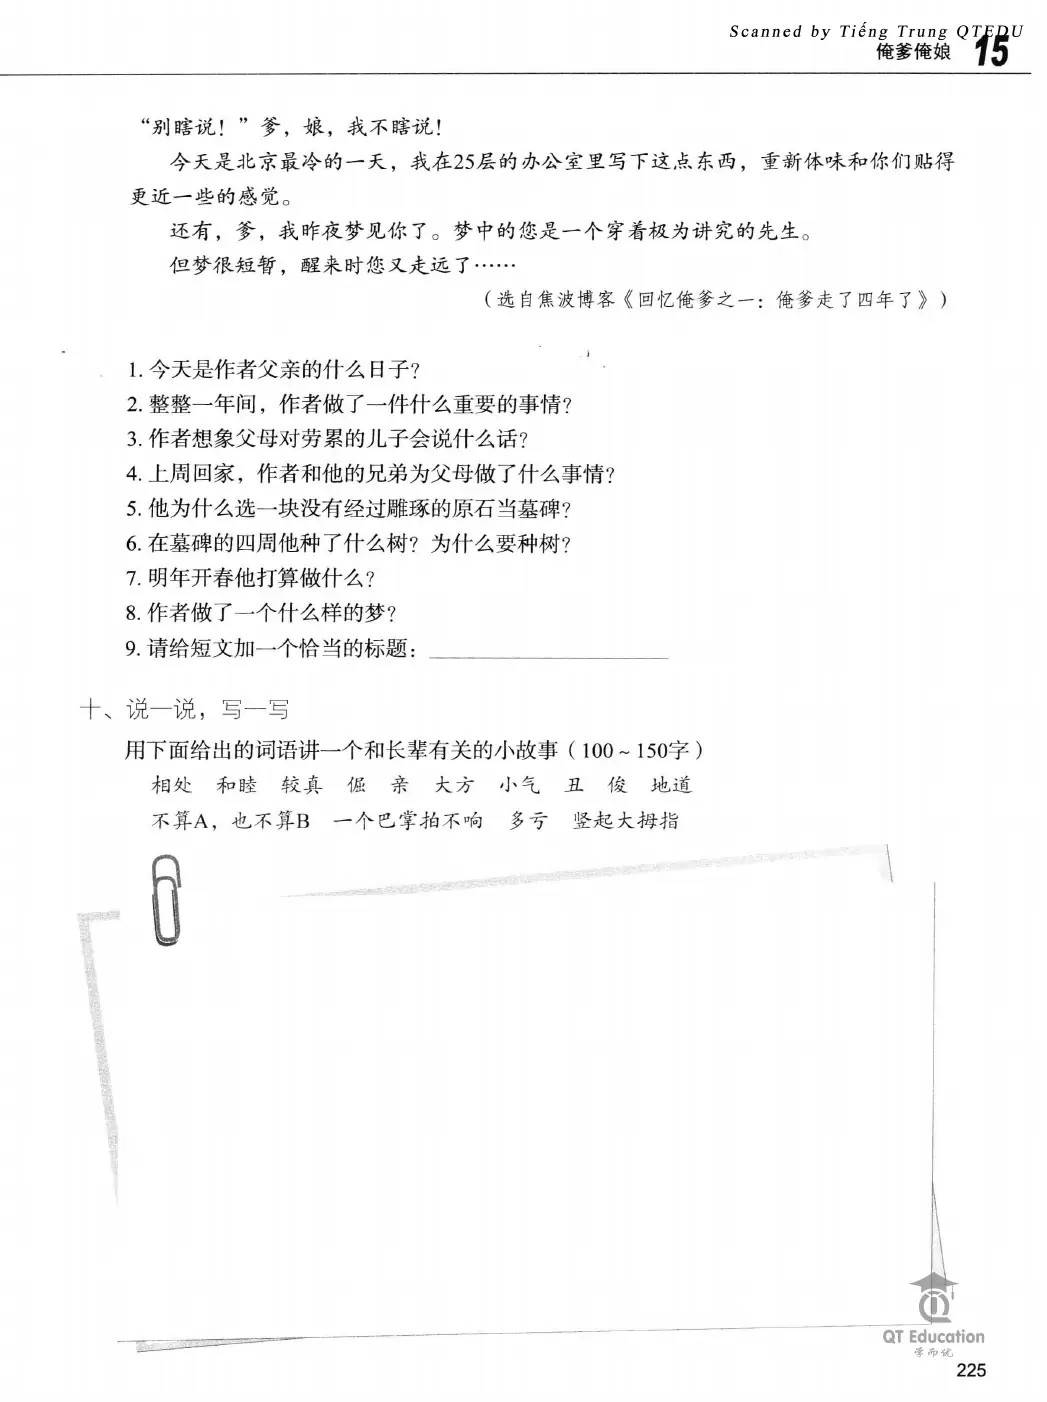 Scanned by Tiếng Trung QTEDU
俺爹俺娘 15
“别瞎说！”爹，娘，我不瞎说！
今天是北京最冷的一天，我在25层的办公室里写下这点东西，重新体味和你们贴得
更近一些的感觉。
还有，爹，我昨夜梦见你了。梦中的您是一个穿着极为讲究的先生。
但梦很短暂，醒来时您又走远了……
（选自焦波博客《回忆俺爹之一：俺爹走了四年了》）
1. 今天是作者父亲的什么日子？
2. 整整一年间，作者做了一件什么重要的事情？
3. 作者想象父母对劳累的儿子会说什么话？
4. 上周回家，作者和他的兄弟为父母做了什么事情？
5. 他为什么选一块没有经过雕琢的原石当墓碑？
6. 在墓碑的四周他种了什么树？为什么要种树？
7. 明年开春他打算做什么？
8. 作者做了一个什么样的梦？
9. 请给短文加一个恰当的标题：
十、说一说，写一写
用下面给出的词语讲一个和长辈有关的小故事（100～150字）
相处 和睦 较真 倔 亲 大方 小气 丑 俊 地道
不算A，也不算B 一个巴掌拍不响 多亏 竖起大拇指
QT Education
学而优
225